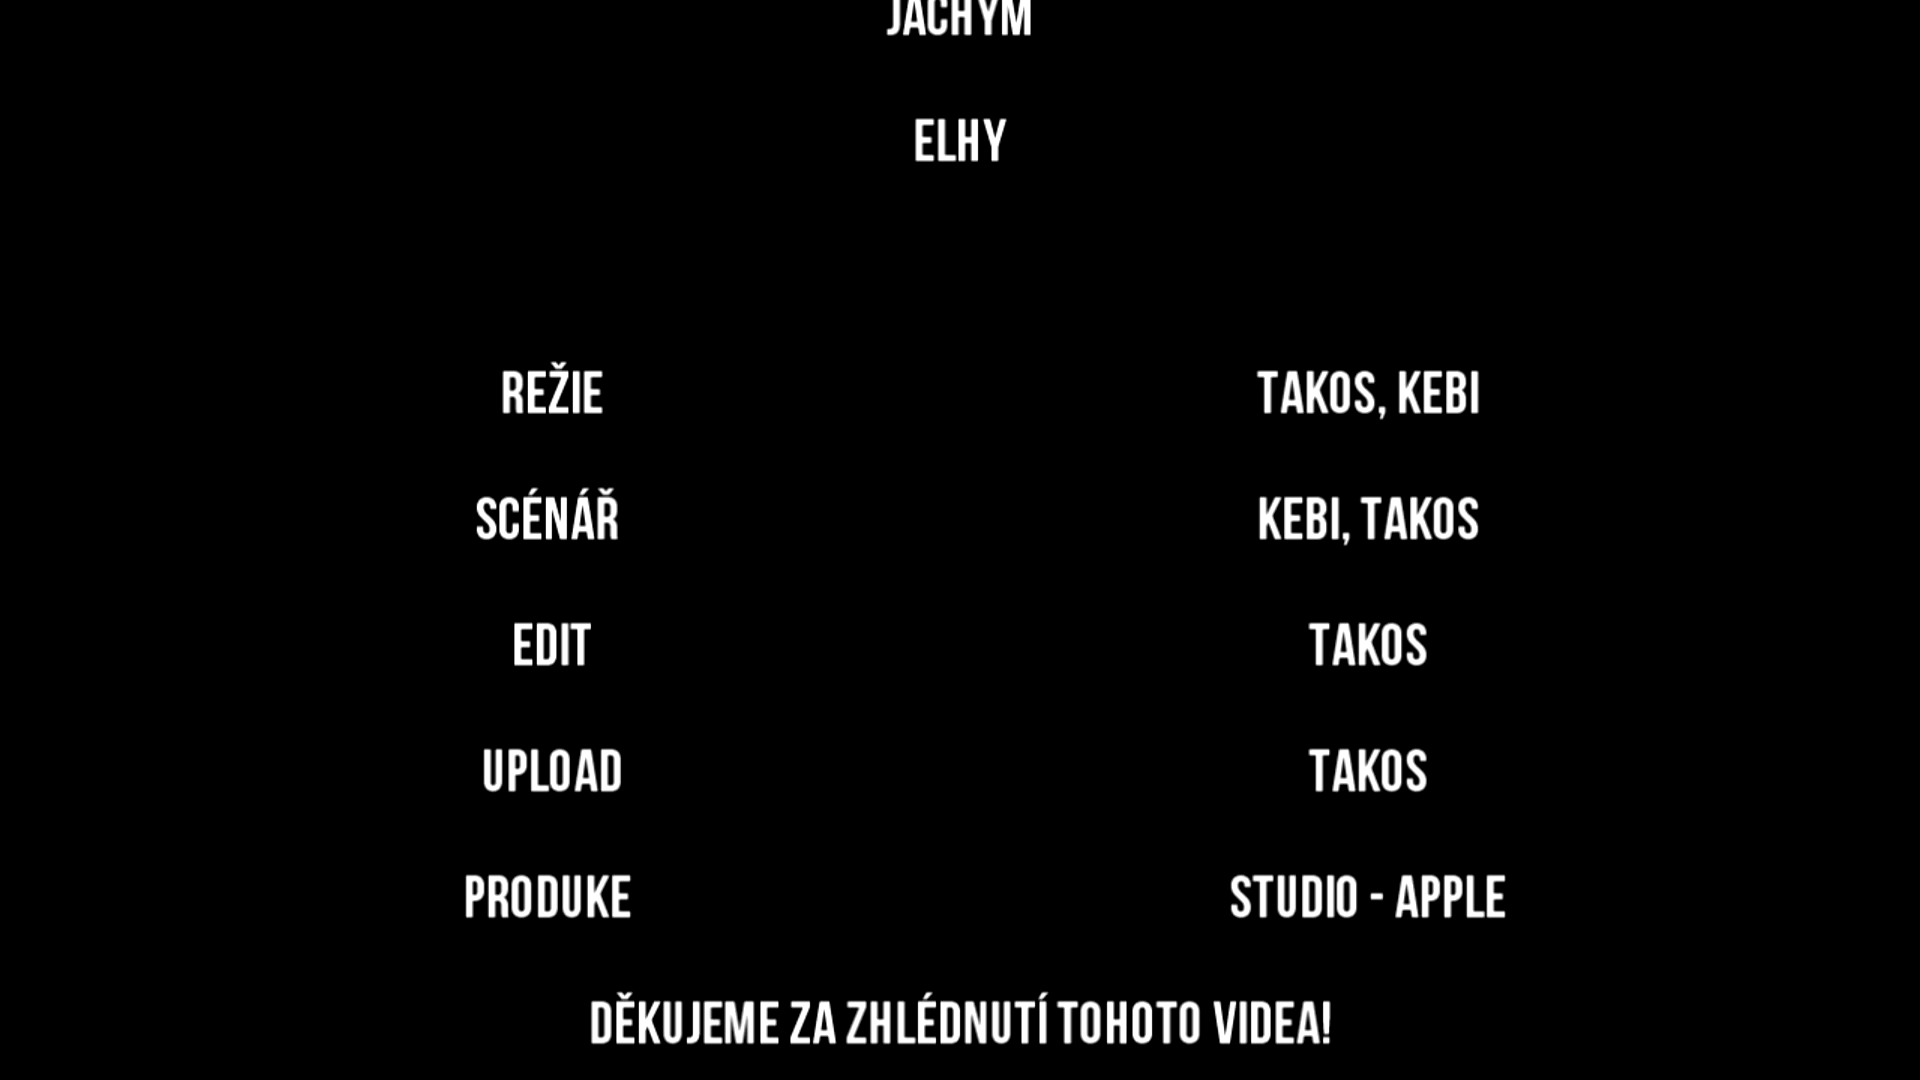 JÁCHYM
ELHY
REŽIE TAKOS, KEBI
SCÉNÁŘ KEBI, TAKOS
EDIT TAKOS
UPLOAD TAKOS
PRODUKE STUDIO - APPLE
DĚKUJEME ZA ZHLÉDNUTÍ TOHOTO VIDEA!